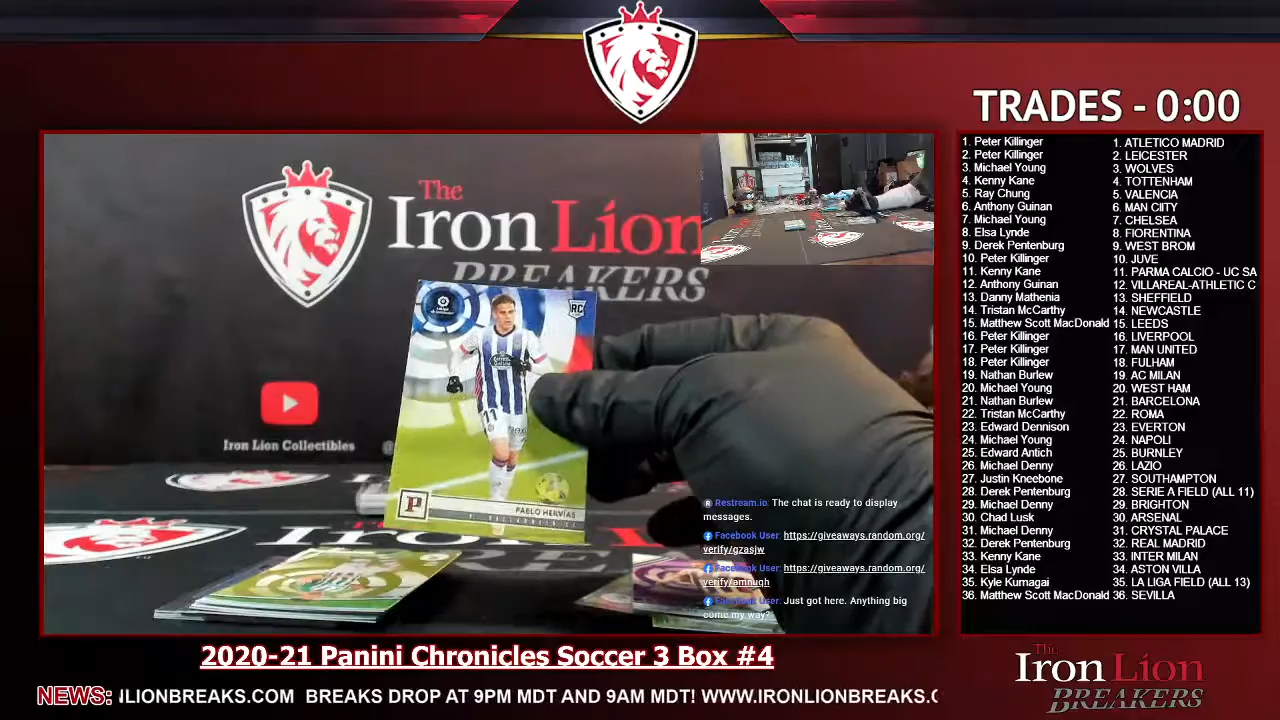 TRADES - 0:00
1. Peter Killinger 1. ATLETICO MADRID
2. Peter Killinger 2. LEICESTER
3. Michael Young 3. WOLVES
4. Kenny Kane 4. TOTTENHAM
5. Ray Chung 5. VALENCIA
6. Anthony Guinan 6. MAN CIITY
7. Michael Young 7. CHELSEA
8. Elsa Lynde 8. FIORENTINA
9. Derek Pentenburg 9. WEST BROM
10. Peter Killinger 10. JUVE
11. Kenny Kane 11. PARMA CALCIO - UC SA
12. Anthony Guinan 12. VILLAREAL-ATHLETIC C
13. Danny Mathenia 13. SHEFFIELD
14. Tristan McCarthy 14. NEWCASTLE
15. Matthew Scott MacDonald 15. LEEDS
16. Peter Killinger 16. LIVERPOOL
17. Peter Killinger 17. MAN UNITED
18. Peter Killinger 18. FULHAM
19. Nathan Burlew 19. AC MILAN
20. Michael Young 20. WEST HAM
21. Nathan Burlew 21. BARCELONA
22. Tristan McCarthy 22. ROMA
23. Edward Dennison 23. EVERTON
24. Michael Young 24. NAPOLI
25. Edward Antich 25. BURNLEY
26. Michael Denny 26. LAZIO
27. Justin Kneebone 27. SOUTHAMPTON
28. Derek Pentenburg 28. SERIE A FIELD (ALL 11)
29. Michael Denny 29. BRIGHTON
30. Chad Lusk 30. ARSENAL
31. Michael Denny 31. CRYSTAL PALACE
32. Derek Pentenburg 32. REAL MADRID
33. Kenny Kane 33. INTER MILAN
34. Elsa Lynde 34. ASTON VILLA
35. Kyle Kumagai 35. LA LIGA FIELD (ALL 13)
36. Matthew Scott MacDonald 36. SEVILLA
The
Iron Lion
BREAKERS
Iron Lion Collectibles
RC
11
P
PABLO HERVÍAS
Restream.io: The chat is ready to display
messages.
Facebook User: https://giveaways.random.org/
verify/gzasjw
Facebook User: https://giveaways.random.org/
verify/amnuqh
Facebook User: Just got here. Anything big
come my way?
2020-21 Panini Chronicles Soccer 3 Box #4
NEWS: LIONBREAKS.COM BREAKS DROP AT 9PM MDT AND 9AM MDT! WWW.IRONLIONBREAKS.C
The
Iron Lion
BREAKERS